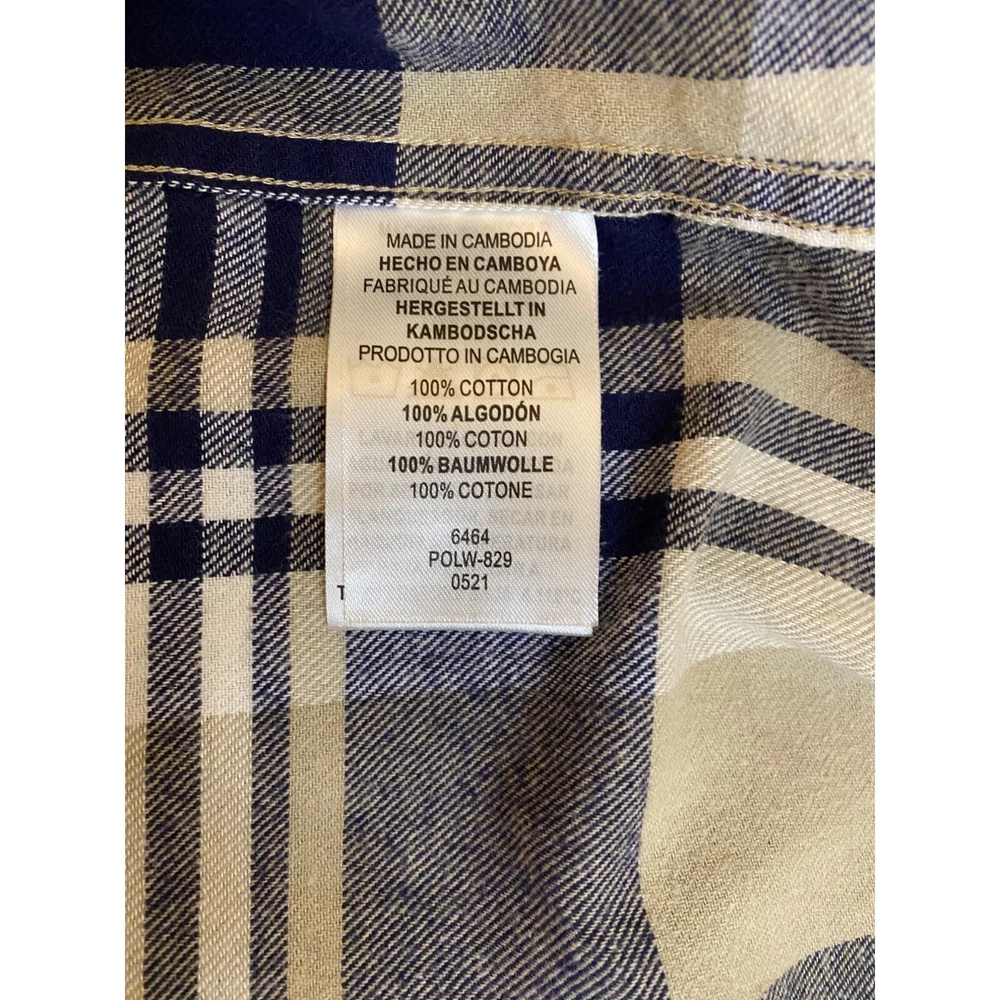 MADE IN CAMBODIA
HECHO EN CAMBOYA
FABRIQUÉ AU CAMBODIA
HERGESTELLT IN
KAMBODSCHA
PRODOTTO IN CAMBOGIA
100% COTTON
100% ALGODÓN
100% COTON
100% BAUMWOLLE
100% COTONE
6464
POLW-829
0521